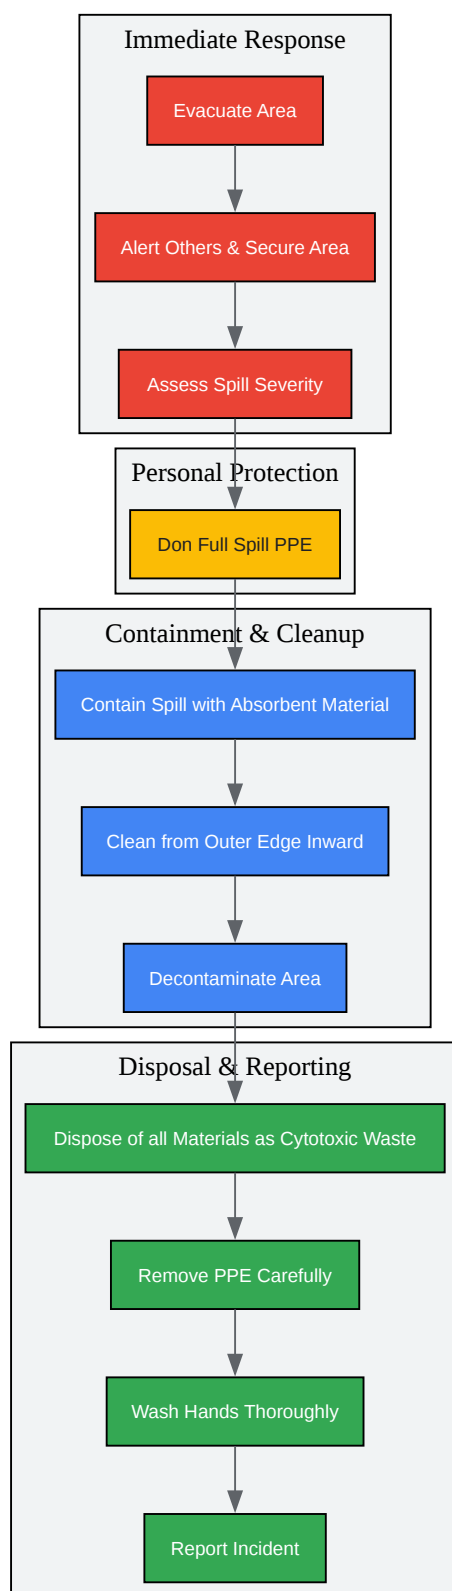 Immediate Response
Evacuate Area
Alert Others & Secure Area
Assess Spill Severity
Personal Protection
Don Full Spill PPE
Containment & Cleanup
Contain Spill with Absorbent Material
Clean from Outer Edge Inward
Decontaminate Area
Disposal & Reporting
Dispose of all Materials as Cytotoxic Waste
Remove PPE Carefully
Wash Hands Thoroughly
Report Incident